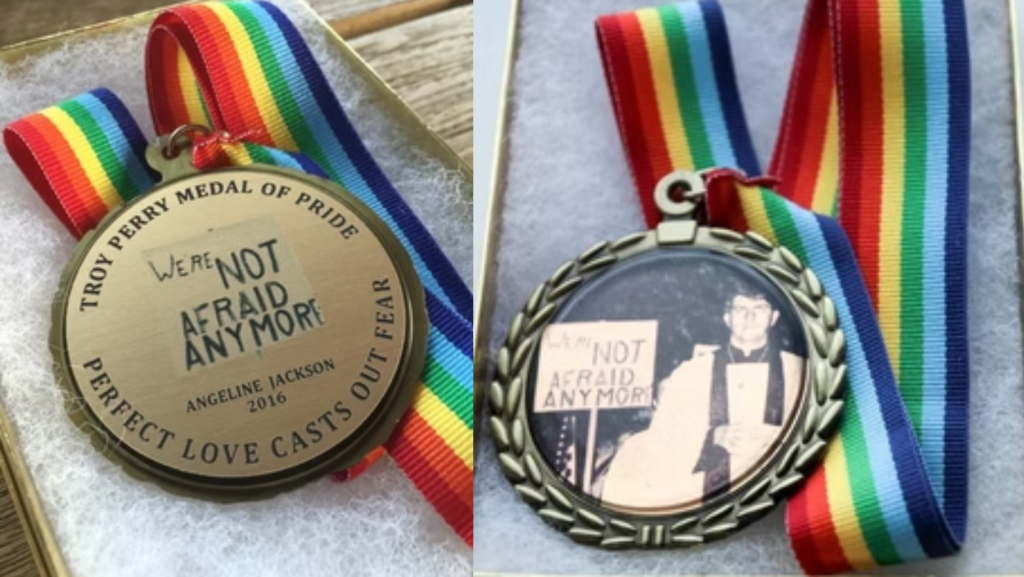 TROY PERRY MEDAL OF PRIDE
WE'RE NOT
AFRAID
ANYMORE
ANGELINE JACKSON
2016
PERFECT LOVE CASTS OUT FEAR
WE'RE NOT
AFRAID
ANYMORE